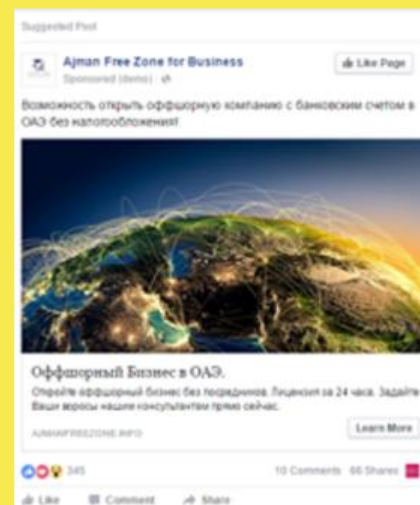 Suggested Post
Ajman Free Zone for Business
Sponsored (demo)
Like Page
Возможность открыть оффшорную компанию с банковским счетом в
ОАЭ без налогообложения!
Оффшорный Бизнес в ОАЭ.
Откройте оффшорный бизнес без посредников. Лицензия за 24 часа. Задайте
Ваши вопросы нашим консультантам прямо сейчас.
AJMANFREEZONE.INFO
Learn More
345
10 Comments 66 Shares
Like Comment Share